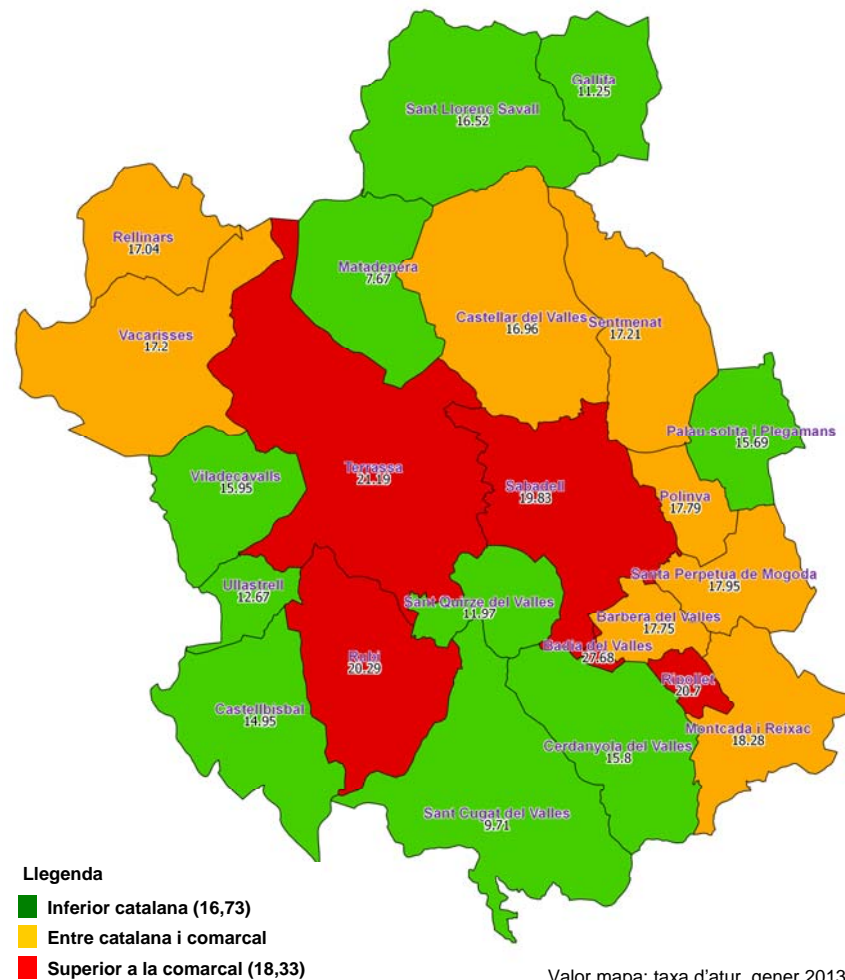 Gallifa
11.25
Sant Llorenc Savall
16.52
Rellinars
17.04
Matadepera
7.67
Castellar del Valles
16.96
Sentmenat
17.21
Vacarisses
17.2
Palau-solita i Plegamans
15.69
Terrassa
21.19
Viladecavalls
15.95
Sabadell
19.83
Polinya
17.79
Santa Perpetua de Mogoda
17.95
Ullastrell
12.67
Sant Quirze del Valles
11.97
Barbera del Valles
17.75
Badia del Valles
27.68
Rubi
20.29
Ripollet
20.7
Castellbisbal
14.95
Montcada i Reixac
18.28
Cerdanyola del Valles
15.8
Sant Cugat del Valles
9.71
Llegenda
Inferior catalana (16,73)
Entre catalana i comarcal
Superior a la comarcal (18,33)
Valor mapa: taxa d'atur, gener 2013